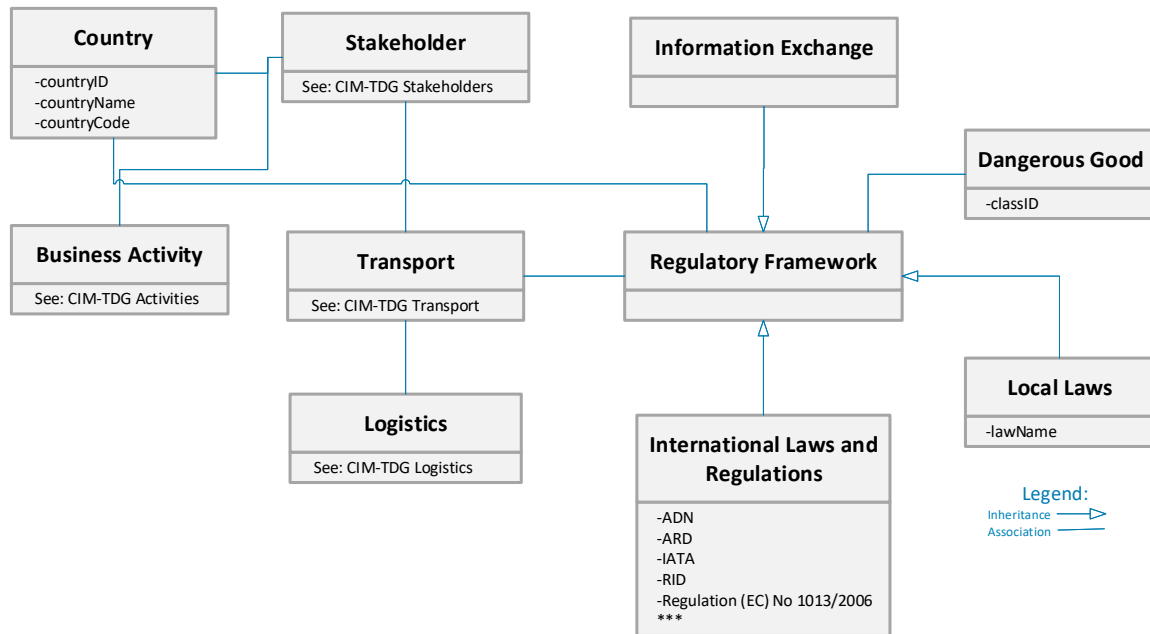 Country
-countryID
-countryName
-countryCode
Stakeholder
See: CIM-TDG Stakeholders
Information Exchange
Dangerous Good
-classID
Business Activity
See: CIM-TDG Activities
Transport
See: CIM-TDG Transport
Regulatory Framework
Logistics
See: CIM-TDG Logistics
International Laws and
Regulations
-ADN
-ARD
-IATA
-RID
-Regulation (EC) No 1013/2006
***
Local Laws
-lawName
Legend:
Inheritance
Association